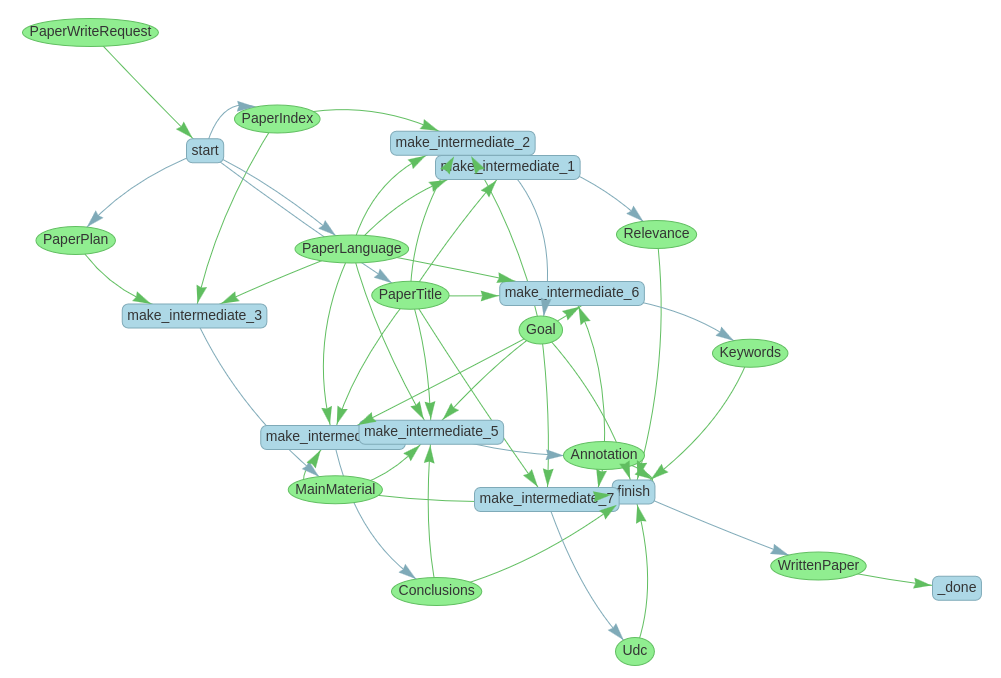 PaperWriteRequest
PaperIndex
make_intermediate_2
start
make_intermediate_1
Relevance
PaperPlan
PaperLanguage
PaperTitle
make_intermediate_6
make_intermediate_3
Goal
Keywords
make_intermed
make_intermediate_5
Annotation
MainMaterial
make_intermediate_7
finish
WrittenPaper
Conclusions
_done
Udc